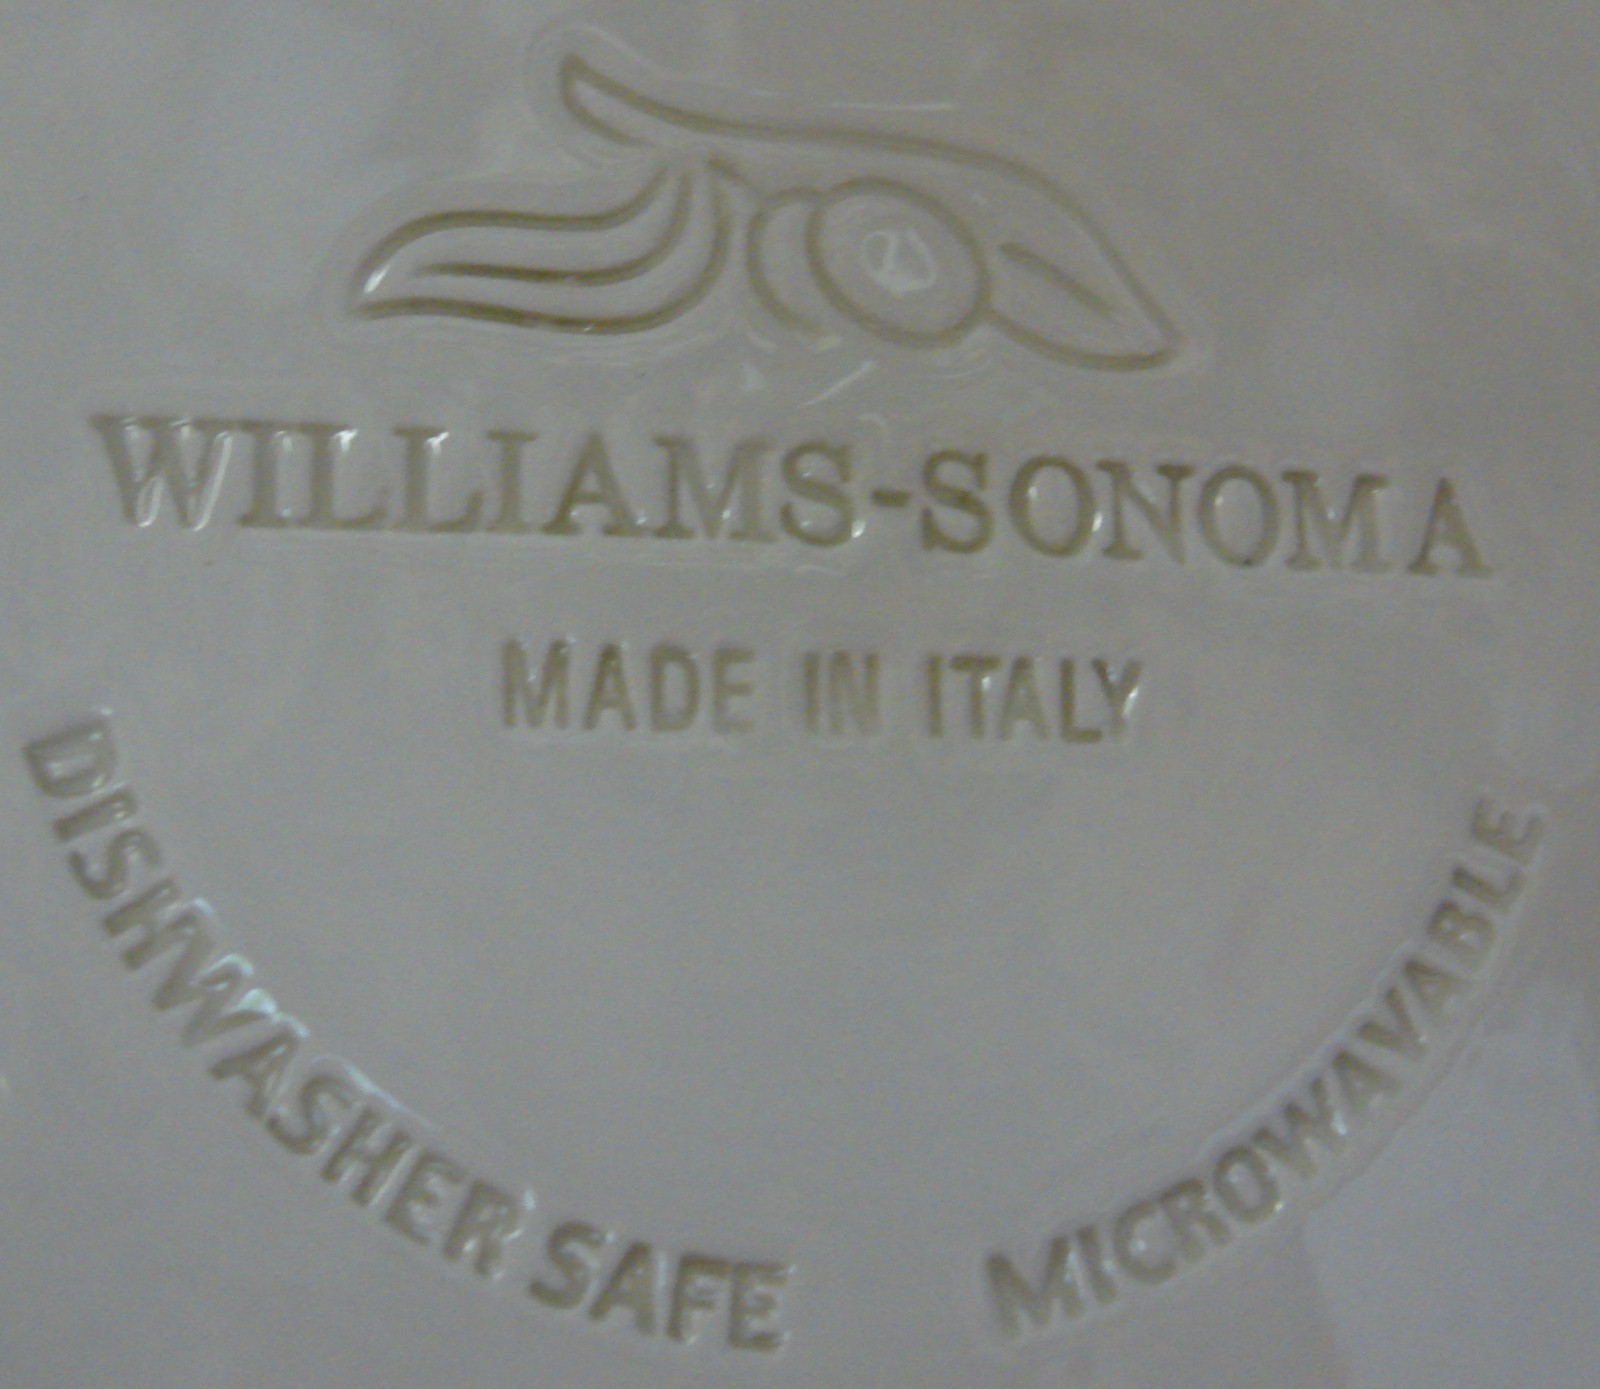 WILLIAMS-SONOMA
MADE IN ITALY
DISHWASHER SAFE
MICROWAVABLE